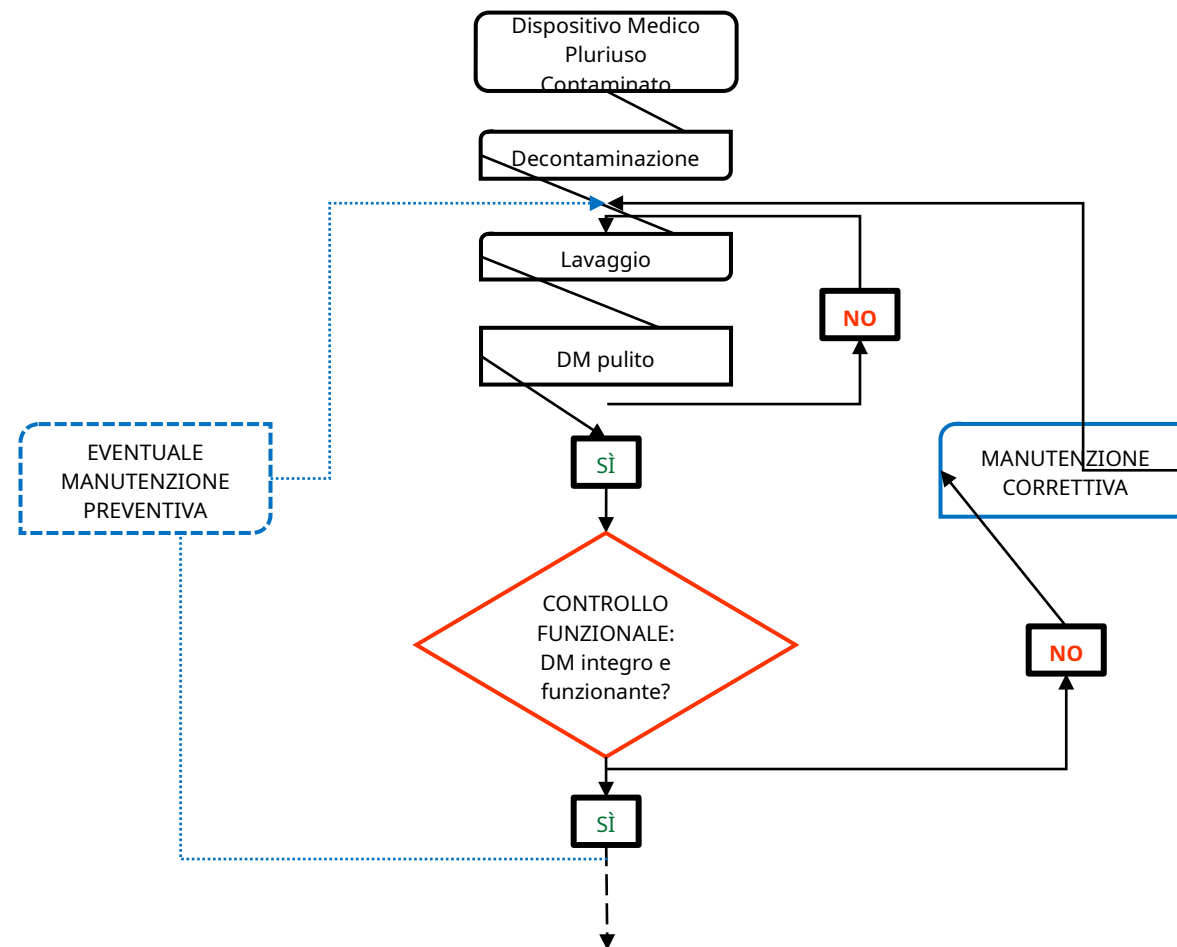 Dispositivo Medico
Pluriuso
Contaminato
Decontaminazione
Lavaggio
NO
DM pulito
EVENTUALE
MANUTENZIONE
PREVENTIVA
SÌ
MANUTENZIONE
CORRETTIVA
CONTROLLO
FUNZIONALE:
DM integro e
funzionante?
NO
SÌ